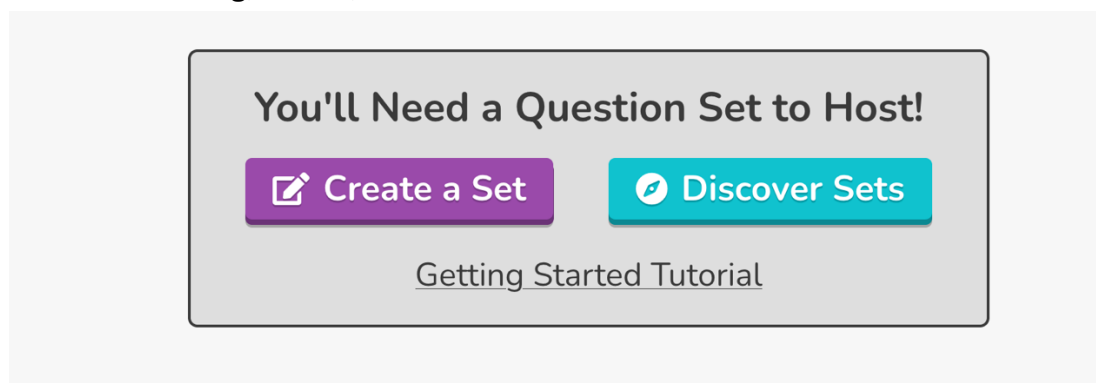 You'll Need a Question Set to Host!
Create a Set
Discover Sets
Getting Started Tutorial